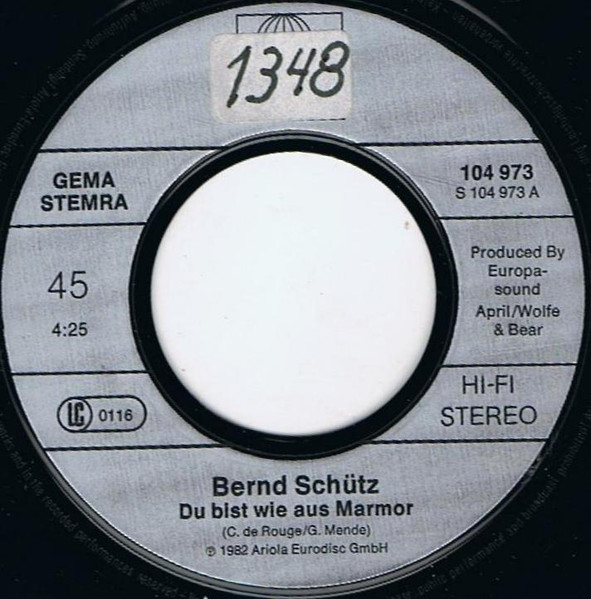 1348
GEMA
STEMRA
104 973
S 104 973 A
45
4:25
Produced By
Europa-
sound
April/Wolfe
& Bear
LC 0116
HI-FI
STEREO
Bernd Schütz
Du bist wie aus Marmor
(C. de Rouge/G. Mende)
℗ 1982 Ariola Eurodisc GmbH